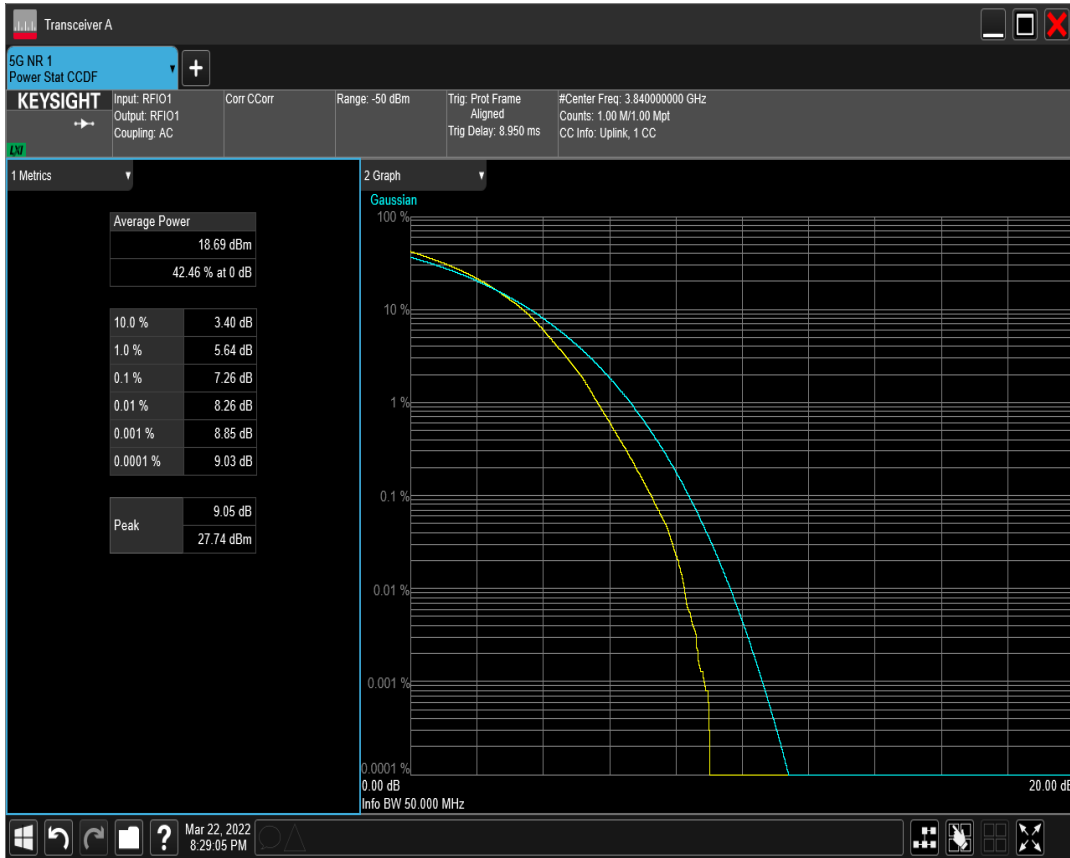 Transceiver A
5G NR 1
Power Stat CCDF
+
KEYSIGHT
LXI
Input: RFIO1
Output: RFIO1
Coupling: AC
Corr CCorr
Range: -50 dBm
Trig: Prot Frame
Aligned
Trig Delay: 8.950 ms
#Center Freq: 3.840000000 GHz
Counts: 1.00 M/1.00 Mpt
CC Info: Uplink, 1 CC
1 Metrics
Average Power
18.69 dBm
42.46 % at 0 dB
10.0 % 3.40 dB
1.0 % 5.64 dB
0.1 % 7.26 dB
0.01 % 8.26 dB
0.001 % 8.85 dB
0.0001 % 9.03 dB
Peak
9.05 dB
27.74 dBm
2 Graph
Gaussian
100 %
10 %
1 %
0.1 %
0.01 %
0.001 %
0.0001 %
0.00 dB 20.00 dB
Info BW 50.000 MHz
?
Mar 22, 2022
8:29:05 PM